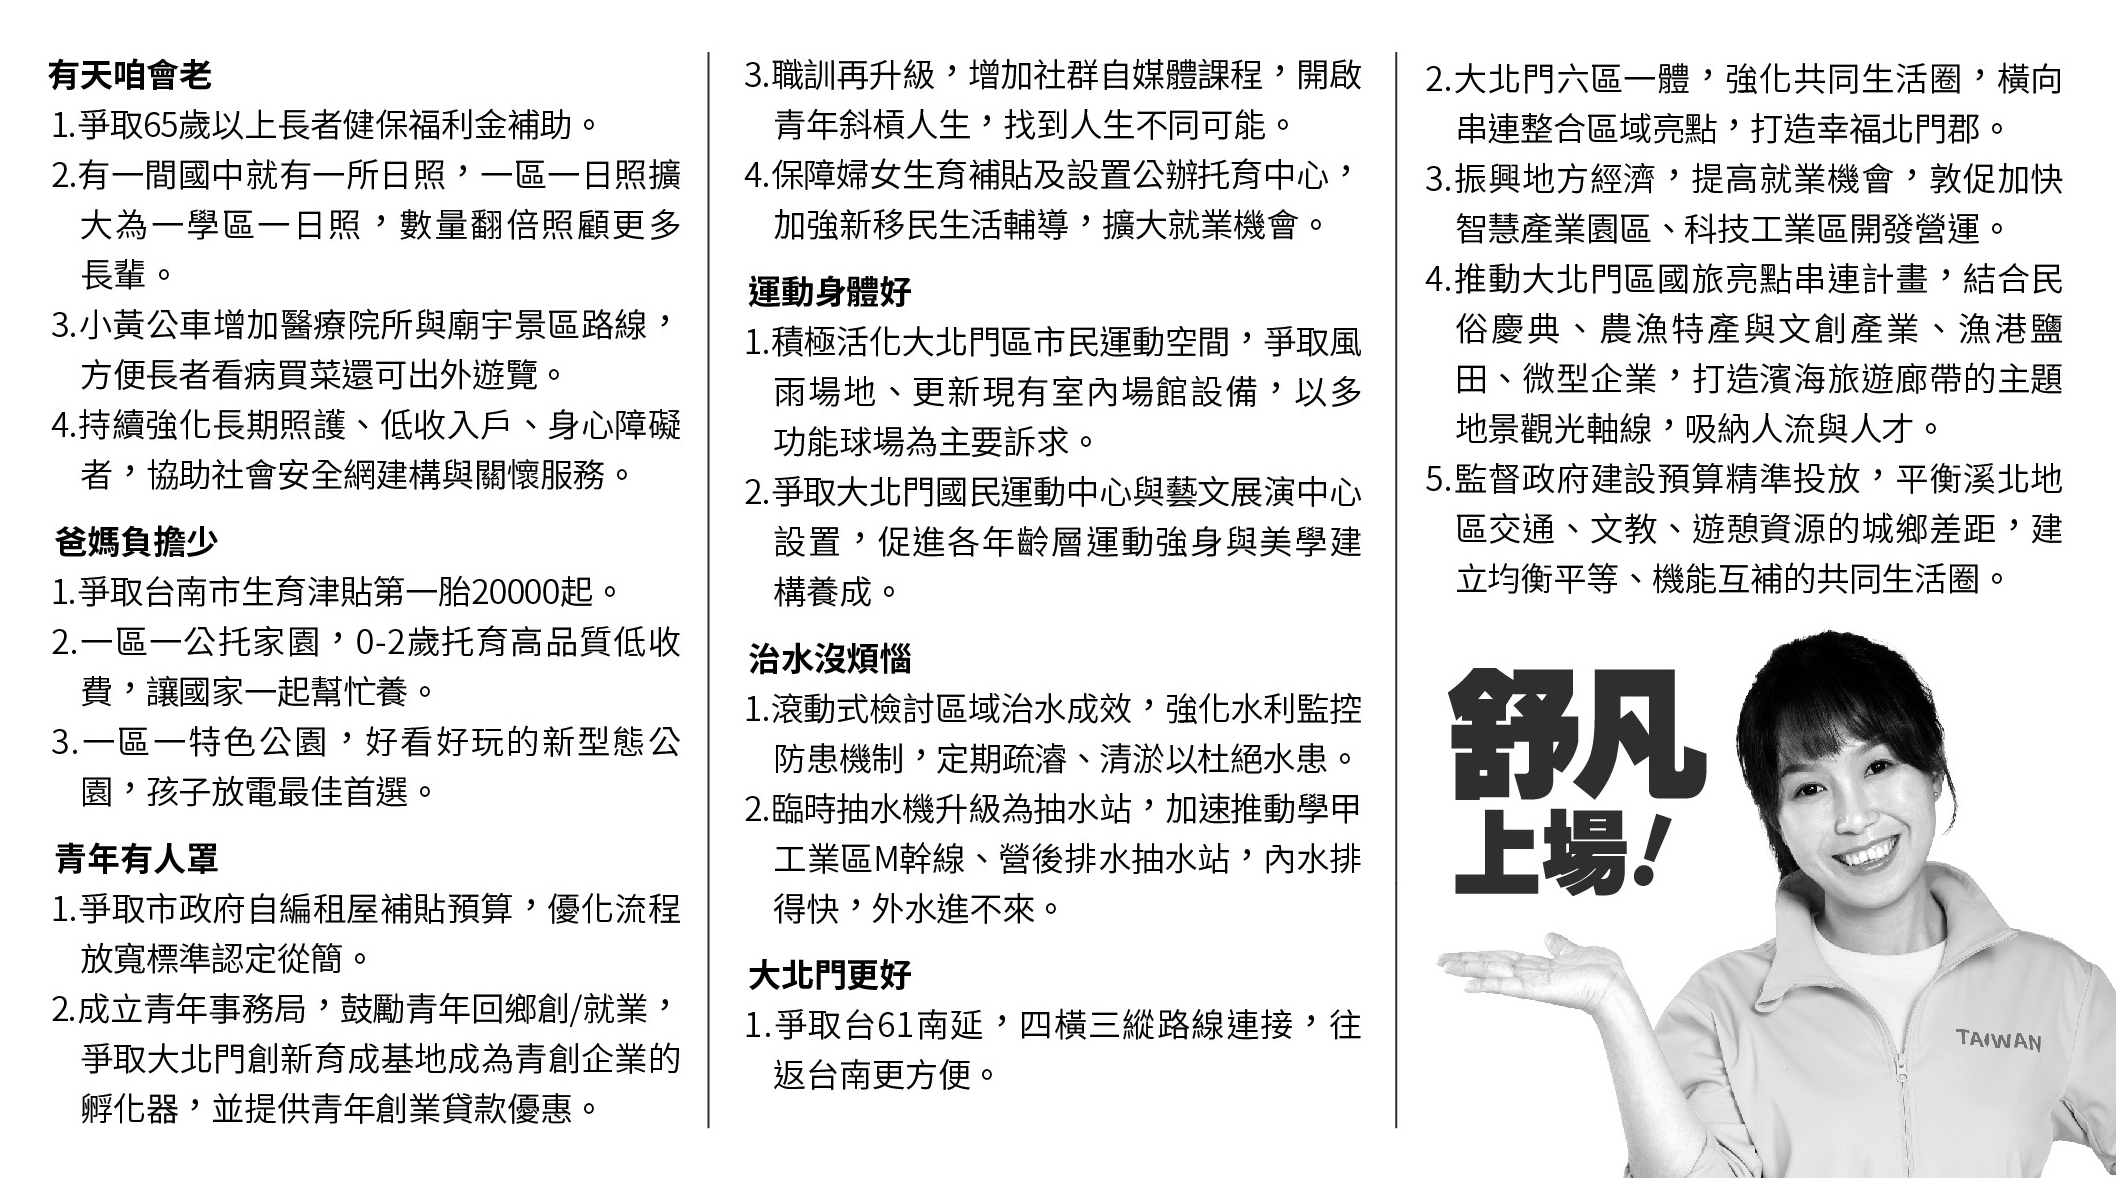 有天咱會老
1.爭取65歲以上長者健保福利金補助。
2.有一間國中就有一所日照，一區一日照擴
大為一學區一日照，數量翻倍照顧更多
長輩。
3.小黃公車增加醫療院所與廟宇景區路線，
方便長者看病買菜還可出外遊覽。
4.持續強化長期照護、低收入戶、身心障礙
者，協助社會安全網建構與關懷服務。
爸媽負擔少
1.爭取台南市生育津貼第一胎20000起。
2.一區一公托家園，0-2歲托育高品質低收
費，讓國家一起幫忙養。
3.一區一特色公園，好看好玩的新型態公
園，孩子放電最佳首選。
青年有人罩
1.爭取市政府自編租屋補貼預算，優化流程
放寬標準認定從簡。
2.成立青年事務局，鼓勵青年回鄉創/就業，
爭取大北門創新育成基地成為青創企業的
孵化器，並提供青年創業貸款優惠。
3.職訓再升級，增加社群自媒體課程，開啟
青年斜槓人生，找到人生不同可能。
4.保障婦女生育補貼及設置公辦托育中心，
加強新移民生活輔導，擴大就業機會。
運動身體好
1.積極活化大北門區市民運動空間，爭取風
雨場地、更新現有室內場館設備，以多
功能球場為主要訴求。
2.爭取大北門國民運動中心與藝文展演中心
設置，促進各年齡層運動強身與美學建
構養成。
治水沒煩惱
1.滾動式檢討區域治水成效，強化水利監控
防患機制，定期疏濬、清淤以杜絕水患。
2.臨時抽水機升級為抽水站，加速推動學甲
工業區M幹線、營後排水抽水站，內水排
得快，外水進不來。
大北門更好
1.爭取台61南延，四橫三縱路線連接，往
返台南更方便。
2.大北門六區一體，強化共同生活圈，橫向
串連整合區域亮點，打造幸福北門郡。
3.振興地方經濟，提高就業機會，敦促加快
智慧產業園區、科技工業區開發營運。
4.推動大北門區國旅亮點串連計畫，結合民
俗慶典、農漁特產與文創產業、漁港鹽
田、微型企業，打造濱海旅遊廊帶的主題
地景觀光軸線，吸納人流與人才。
5.監督政府建設預算精準投放，平衡溪北地
區交通、文教、遊憩資源的城鄉差距，建
立均衡平等、機能互補的共同生活圈。
舒凡
上場！
TAIWAN